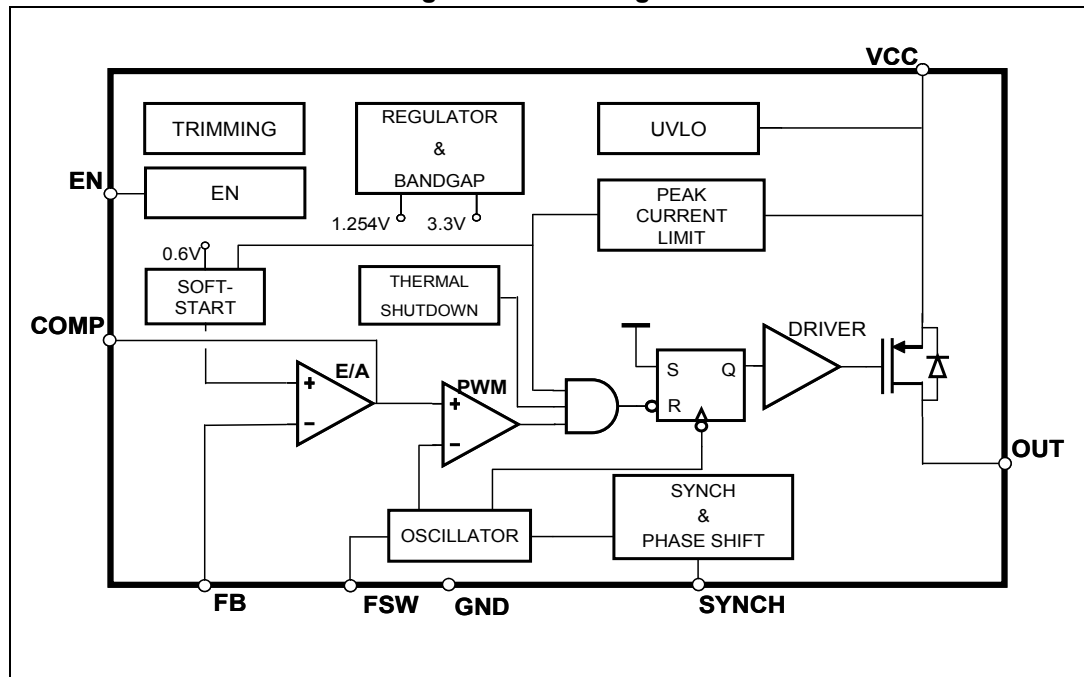 VCC
TRIMMING
REGULATOR
&
BANDGAP
UVLO
EN
EN
PEAK
CURRENT
LIMIT
1.254V
3.3V
0.6V
SOFT-
START
THERMAL
SHUTDOWN
COMP
DRIVER
E/A
+
-
PWM
+
-
S
Q
R
OUT
OSCILLATOR
SYNCH
&
PHASE SHIFT
FB
FSW
GND
SYNCH